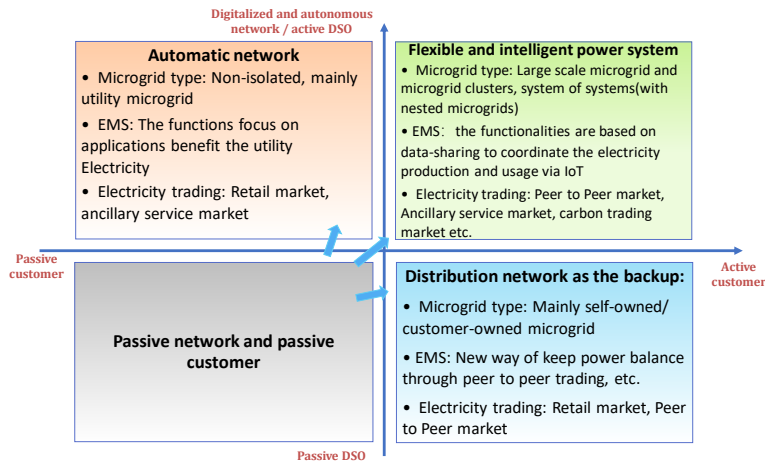 Digitalized and autonomous
network / active DSO
Automatic network
• Microgrid type: Non-isolated, mainly
utility microgrid
• EMS: The functions focus on
applications benefit the utility
Electricity
• Electricity trading: Retail market,
ancillary service market
Flexible and intelligent power system
• Microgrid type: Large scale microgrid and
microgrid clusters, system of systems(with
nested microgrids)
• EMS: the functionalities are based on
data-sharing to coordinate the electricity
production and usage via IoT
• Electricity trading: Peer to Peer market,
Ancillary service market, carbon trading
market etc.
Passive
customer
Active
customer
Passive network and passive
customer
Distribution network as the backup:
• Microgrid type: Mainly self-owned/
customer-owned microgrid
• EMS: New way of keep power balance
through peer to peer trading, etc.
• Electricity trading: Retail market, Peer
to Peer market
Passive DSO